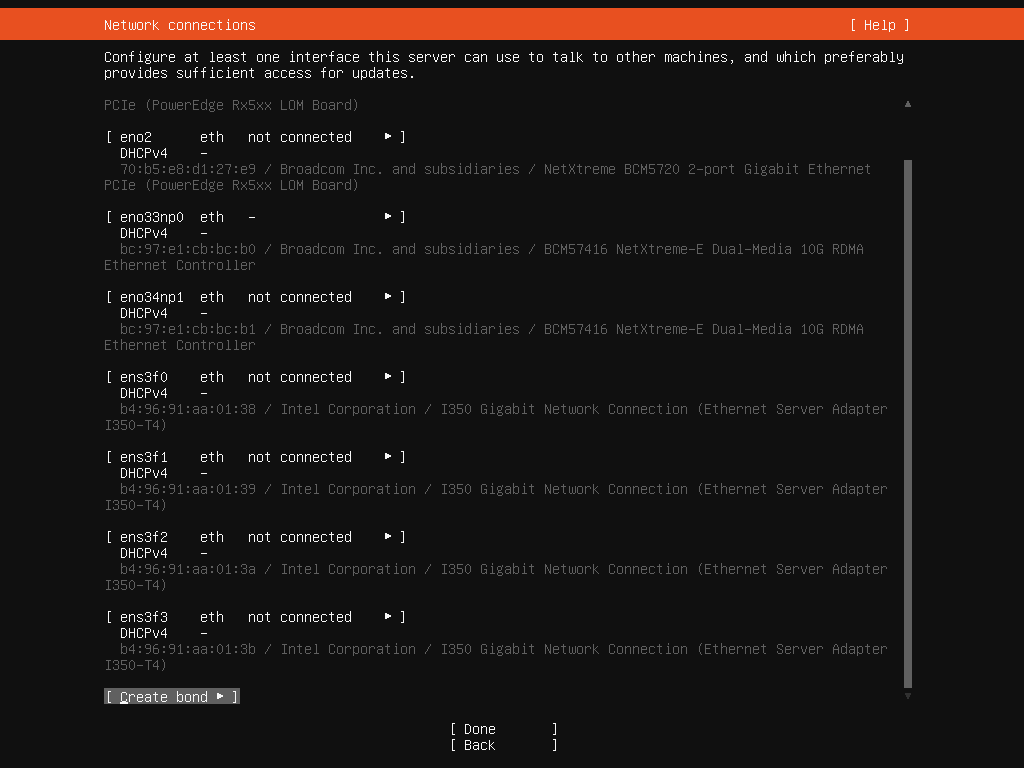 Network connections [ Help ]
Configure at least one interface this server can use to talk to other machines, and which preferably
provides sufficient access for updates.
PCIe (PowerEdge Rx5xx LOM Board) ▲
[ eno2 eth not connected ▸ ]
DHCPv4 –
70:b5:e8:d1:27:e9 / Broadcom Inc. and subsidiaries / NetXtreme BCM5720 2-port Gigabit Ethernet
PCIe (PowerEdge Rx5xx LOM Board)
[ eno33np0 eth – ▸ ]
DHCPv4 –
bc:97:e1:cb:bc:b0 / Broadcom Inc. and subsidiaries / BCM57416 NetXtreme-E Dual-Media 10G RDMA
Ethernet Controller
[ eno34np1 eth not connected ▸ ]
DHCPv4 –
bc:97:e1:cb:bc:b1 / Broadcom Inc. and subsidiaries / BCM57416 NetXtreme-E Dual-Media 10G RDMA
Ethernet Controller
[ ens3f0 eth not connected ▸ ]
DHCPv4 –
b4:96:91:aa:01:38 / Intel Corporation / I350 Gigabit Network Connection (Ethernet Server Adapter
I350-T4)
[ ens3f1 eth not connected ▸ ]
DHCPv4 –
b4:96:91:aa:01:39 / Intel Corporation / I350 Gigabit Network Connection (Ethernet Server Adapter
I350-T4)
[ ens3f2 eth not connected ▸ ]
DHCPv4 –
b4:96:91:aa:01:3a / Intel Corporation / I350 Gigabit Network Connection (Ethernet Server Adapter
I350-T4)
[ ens3f3 eth not connected ▸ ]
DHCPv4 –
b4:96:91:aa:01:3b / Intel Corporation / I350 Gigabit Network Connection (Ethernet Server Adapter
I350-T4)
[ Create bond ▸ ] ▼
[ Done ]
[ Back ]